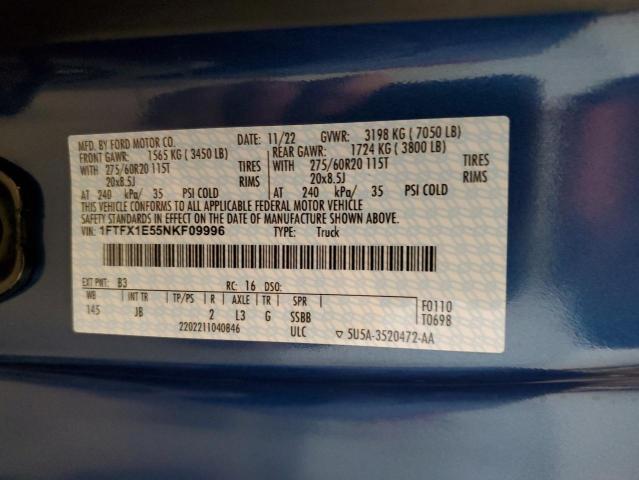 MFD. BY FORD MOTOR CO. 11/22 GVWR: 3198 KG ( 7050 LB)
FRONT GAWR: 1565 KG ( 3450 LB) REAR GAWR: 1724 KG ( 3800 LB)
WITH 275/60R20 115T TIRES WITH 275/60R20 115T TIRES
20x8.5J RIMS 20x8.5J RIMS
AT 240 kPa/ 35 PSI COLD AT 240 kPa/ 35 PSI COLD
THIS VEHICLE CONFORMS TO ALL APPLICABLE FEDERAL MOTOR VEHICLE
SAFETY STANDARDS IN EFFECT ON THE DATE OF MANUFACTURE SHOWN ABOVE.
VIN: 1FTFX1E55NKF09996 TYPE: Truck
EXT PNT: B3 RC: 16 DSO:
WB INT TR TP/PS R AXLE TR SPR F0110
145 JB 2 L3 G SSBB T0698
2202211040846 ULC ▽ 5U5A-3520472-AA